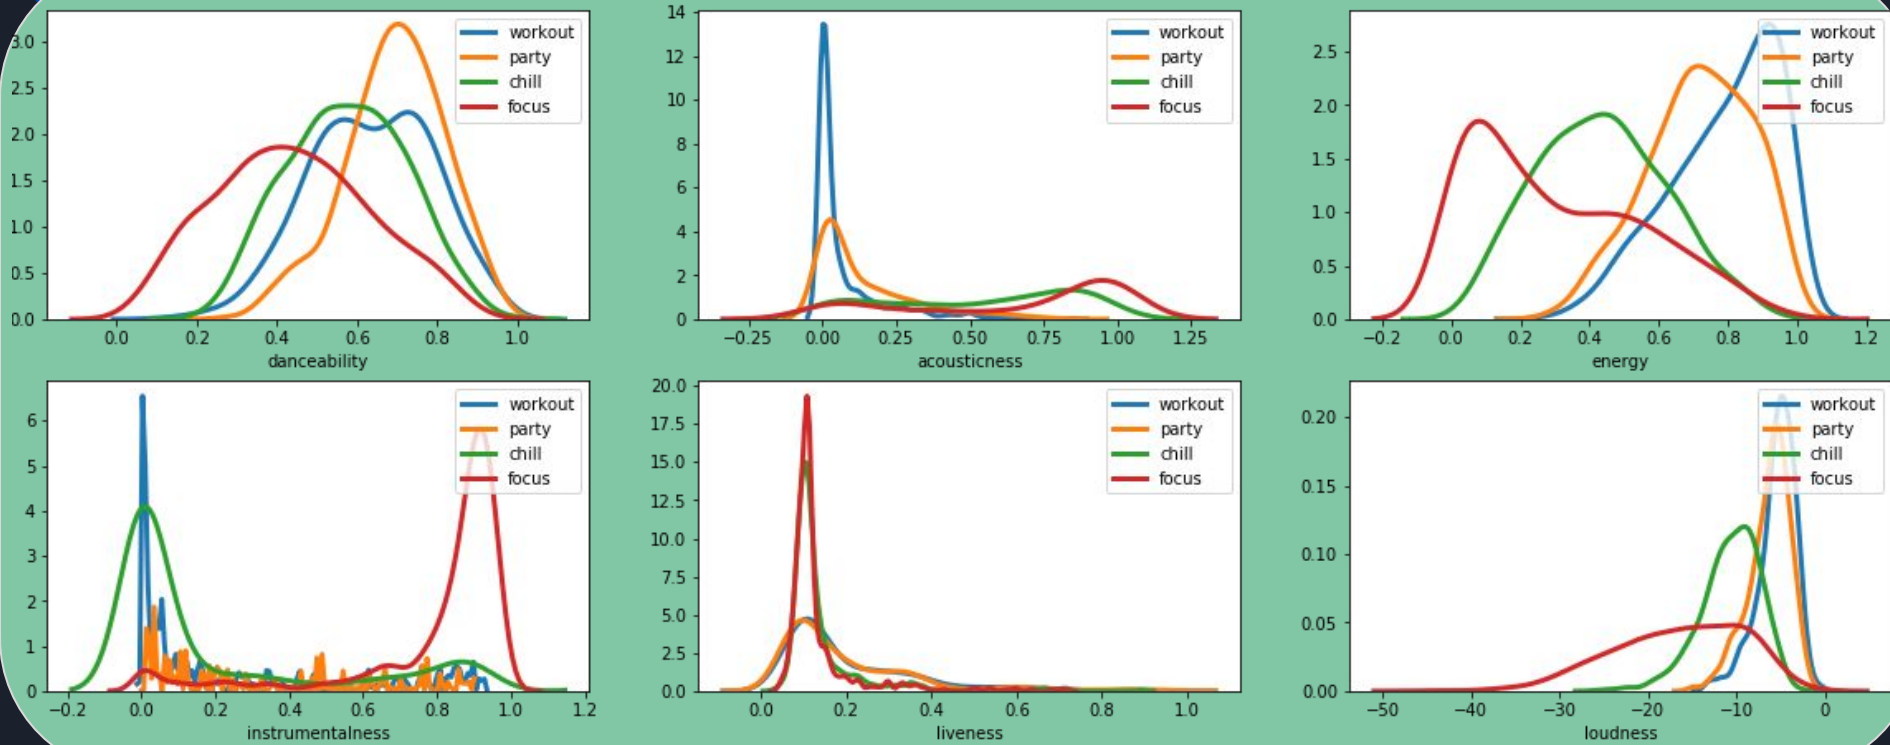 workout
party
chill
focus
3.0
2.5
2.0
1.5
1.0
0.5
0.0
0.0 0.2 0.4 0.6 0.8 1.0
danceability
workout
party
chill
focus
14
12
10
8
6
4
2
0
−0.25 0.00 0.25 0.50 0.75 1.00 1.25
acousticness
workout
party
chill
focus
2.5
2.0
1.5
1.0
0.5
0.0
−0.2 0.0 0.2 0.4 0.6 0.8 1.0 1.2
energy
workout
party
chill
focus
6
5
4
3
2
1
0
−0.2 0.0 0.2 0.4 0.6 0.8 1.0 1.2
instrumentalness
workout
party
chill
focus
20.0
17.5
15.0
12.5
10.0
7.5
5.0
2.5
0.0
0.0 0.2 0.4 0.6 0.8 1.0
liveness
workout
party
chill
focus
0.20
0.15
0.10
0.05
0.00
−50 −40 −30 −20 −10 0
loudness